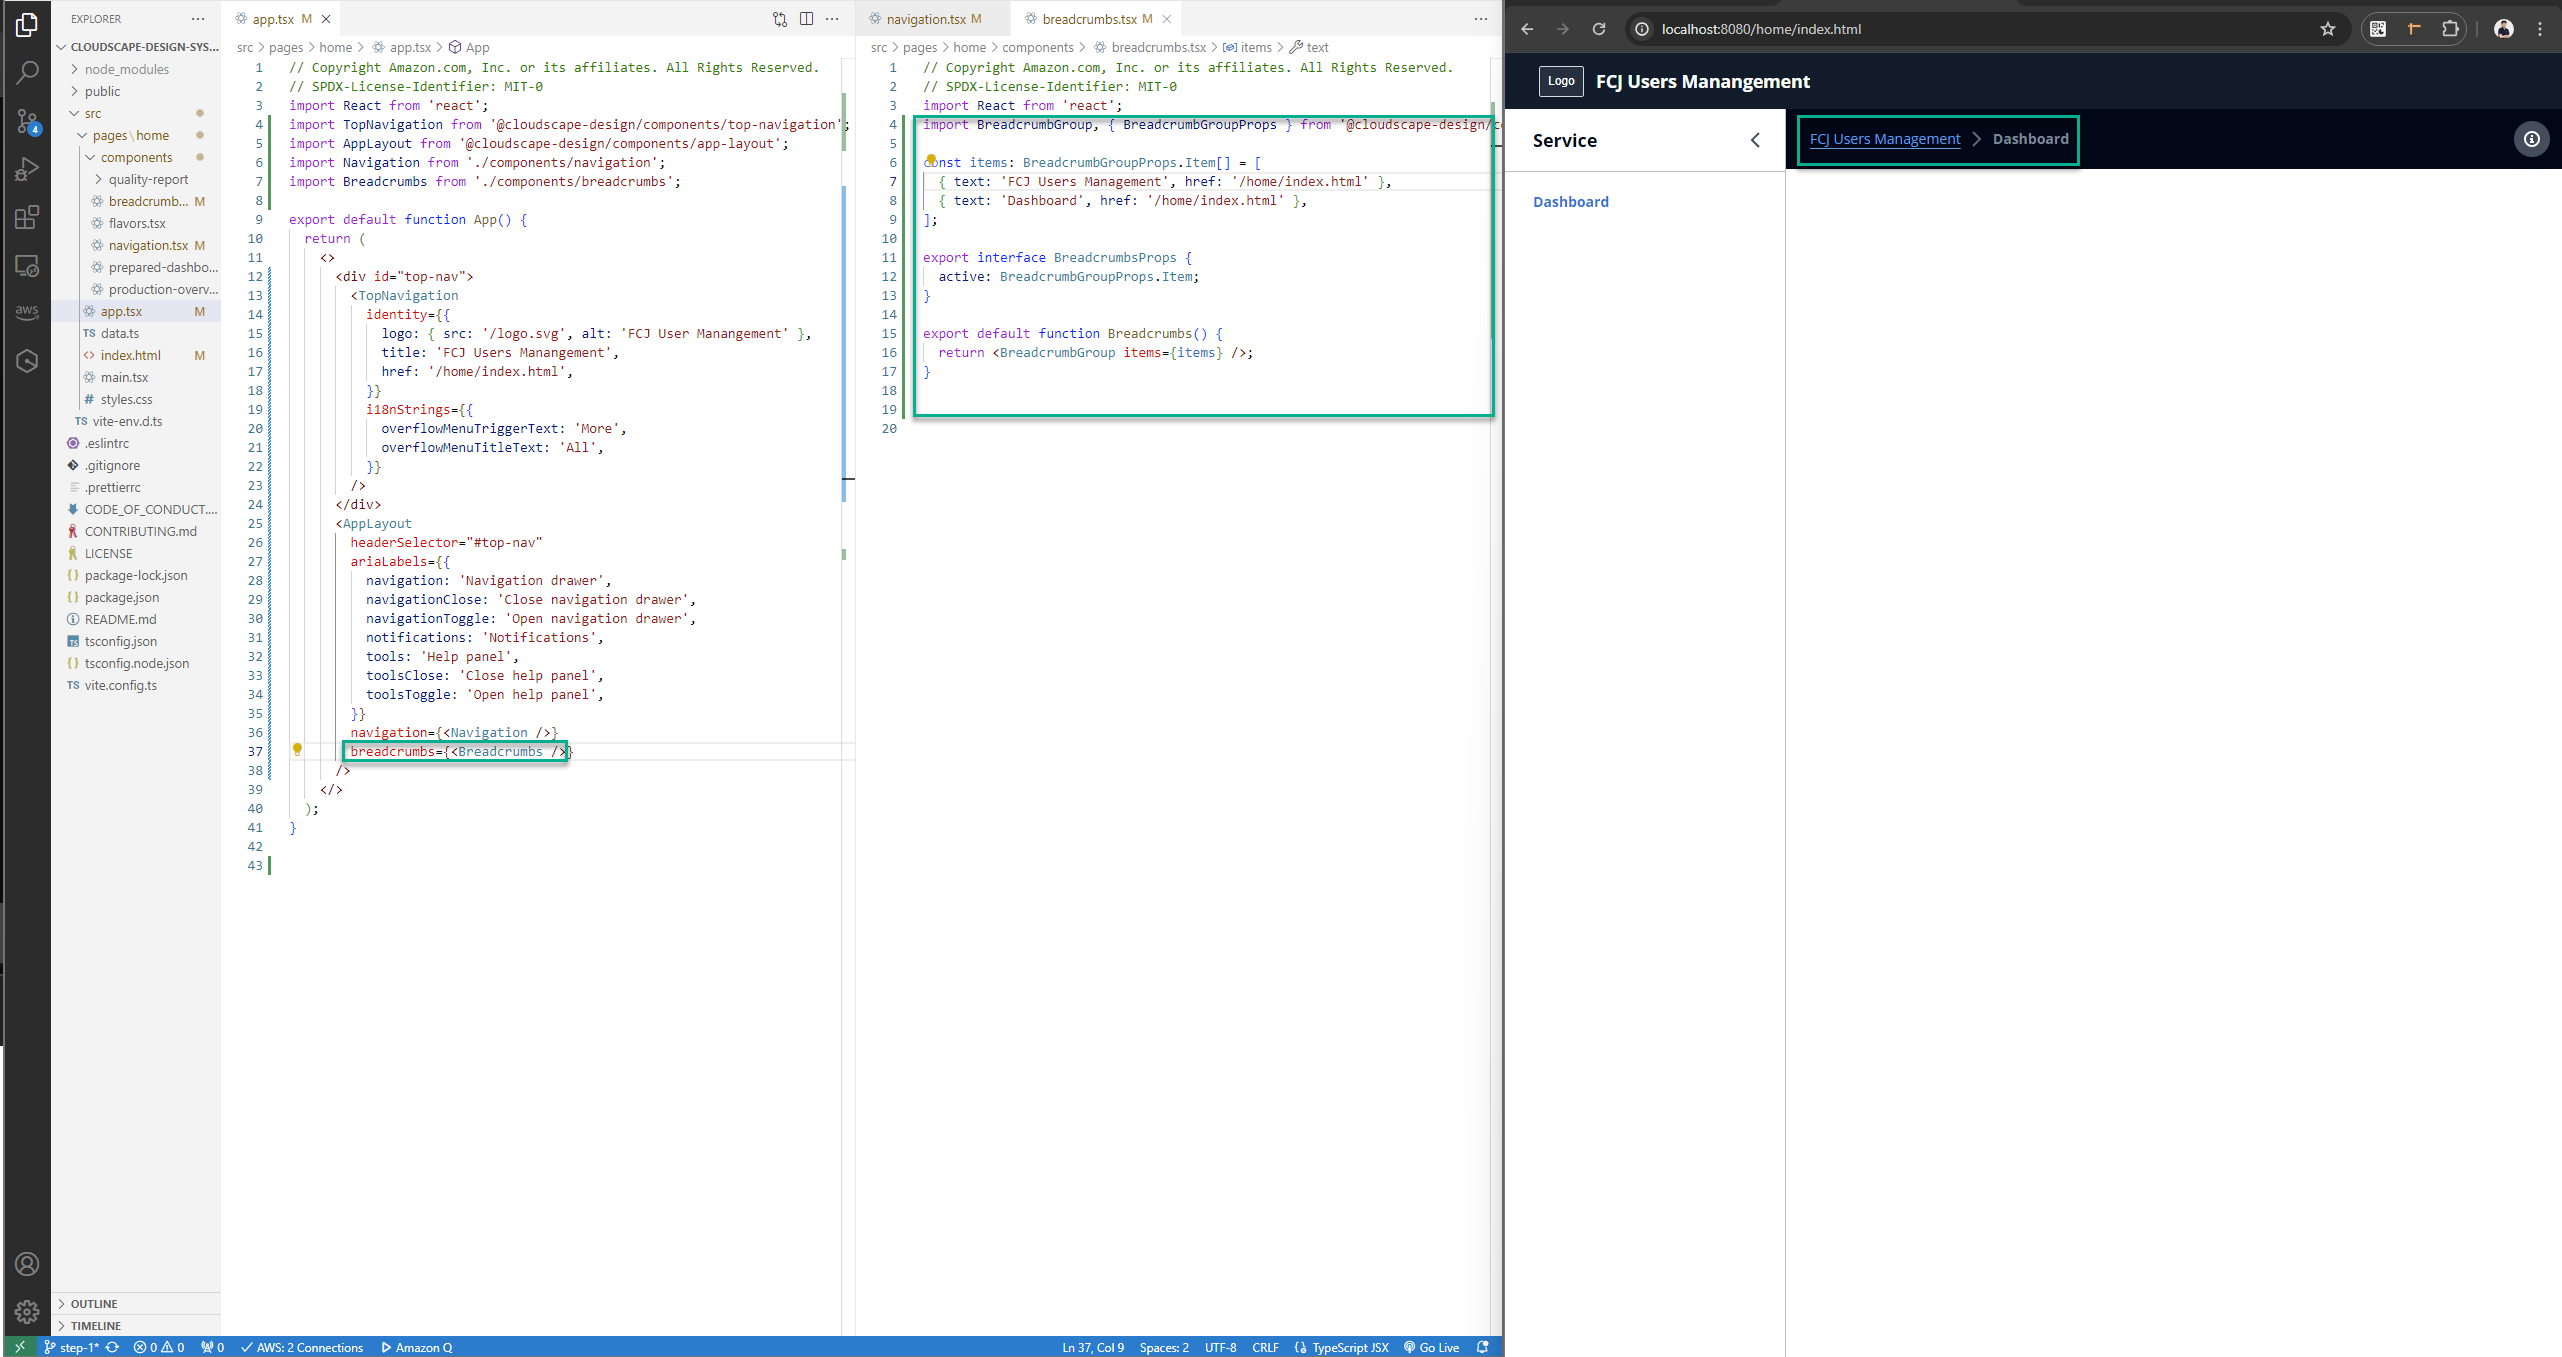 EXPLORER
CLOUDSCAPE-DESIGN-SYS...
node_modules
public
src
pages\home
components
quality-report
breadcrumb... M
flavors.tsx
navigation.tsx M
prepared-dashbo...
production-overv...
app.tsx M
TS data.ts
<> index.html M
main.tsx
# styles.css
TS vite-env.d.ts
.eslintrc
.gitignore
.prettierrc
CODE_OF_CONDUCT....
CONTRIBUTING.md
LICENSE
{} package-lock.json
{} package.json
README.md
tsconfig.json
{} tsconfig.node.json
TS vite.config.ts
OUTLINE
TIMELINE
4
aws
app.tsx M
src > pages > home > app.tsx > App
1 // Copyright Amazon.com, Inc. or its affiliates. All Rights Reserved.
2 // SPDX-License-Identifier: MIT-0
3 import React from 'react';
4 import TopNavigation from '@cloudscape-design/components/top-navigation';
5 import AppLayout from '@cloudscape-design/components/app-layout';
6 import Navigation from './components/navigation';
7 import Breadcrumbs from './components/breadcrumbs';
8
9 export default function App() {
10 return (
11 <>
12 <div id="top-nav">
13 <TopNavigation
14 identity={{
15 logo: { src: '/logo.svg', alt: 'FCJ User Manangement' },
16 title: 'FCJ Users Manangement',
17 href: '/home/index.html',
18 }}
19 i18nStrings={{
20 overflowMenuTriggerText: 'More',
21 overflowMenuTitleText: 'All',
22 }}
23 />
24 </div>
25 <AppLayout
26 headerSelector="#top-nav"
27 ariaLabels={{
28 navigation: 'Navigation drawer',
29 navigationClose: 'Close navigation drawer',
30 navigationToggle: 'Open navigation drawer',
31 notifications: 'Notifications',
32 tools: 'Help panel',
33 toolsClose: 'Close help panel',
34 toolsToggle: 'Open help panel',
35 }}
36 navigation={<Navigation />}
37 breadcrumbs={<Breadcrumbs />}
38 />
39 </>
40 );
41 }
42
43
navigation.tsx M
breadcrumbs.tsx M
src > pages > home > components > breadcrumbs.tsx > items > text
1 // Copyright Amazon.com, Inc. or its affiliates. All Rights Reserved.
2 // SPDX-License-Identifier: MIT-0
3 import React from 'react';
4 import BreadcrumbGroup, { BreadcrumbGroupProps } from '@cloudscape-design/c
5
6 const items: BreadcrumbGroupProps.Item[] = [
7 { text: 'FCJ Users Management', href: '/home/index.html' },
8 { text: 'Dashboard', href: '/home/index.html' },
9 ];
10
11 export interface BreadcrumbsProps {
12 active: BreadcrumbGroupProps.Item;
13 }
14
15 export default function Breadcrumbs() {
16 return <BreadcrumbGroup items={items} />;
17 }
18
19
20
step-1* 0 0 0 AWS: 2 Connections Amazon Q
Ln 37, Col 9 Spaces: 2 UTF-8 CRLF TypeScript JSX Go Live
localhost:8080/home/index.html
Logo FCJ Users Manangement
Service
FCJ Users Management > Dashboard
Dashboard